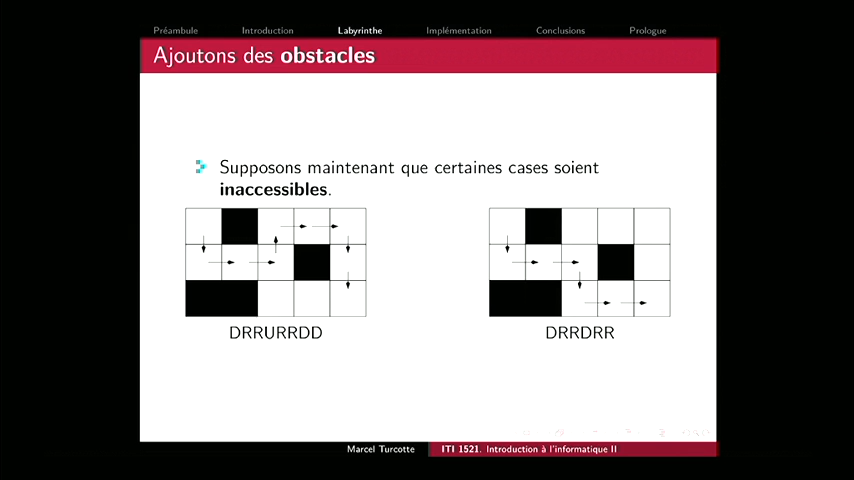 Préambule Introduction Labyrinthe Implémentation Conclusions Prologue
Ajoutons des obstacles
Supposons maintenant que certaines cases soient
inaccessibles.
DRRURRDD DRRDRR
Marcel Turcotte ITI 1521. Introduction à l'informatique II